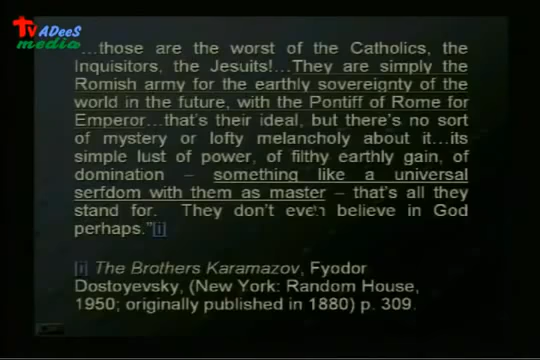 TV ADeeS
media
"…those are the worst of the Catholics, the
Inquisitors, the Jesuits!…They are simply the
Romish army for the earthly sovereignty of the
world in the future, with the Pontiff of Rome for
Emperor…that's their ideal, but there's no sort
of mystery or lofty melancholy about it…its
simple lust of power, of filthy earthly gain, of
domination – something like a universal
serfdom with them as master – that's all they
stand for. They don't even believe in God
perhaps."[i]
[i] The Brothers Karamazov, Fyodor
Dostoyevsky, (New York: Random House,
1950; originally published in 1880) p. 309.